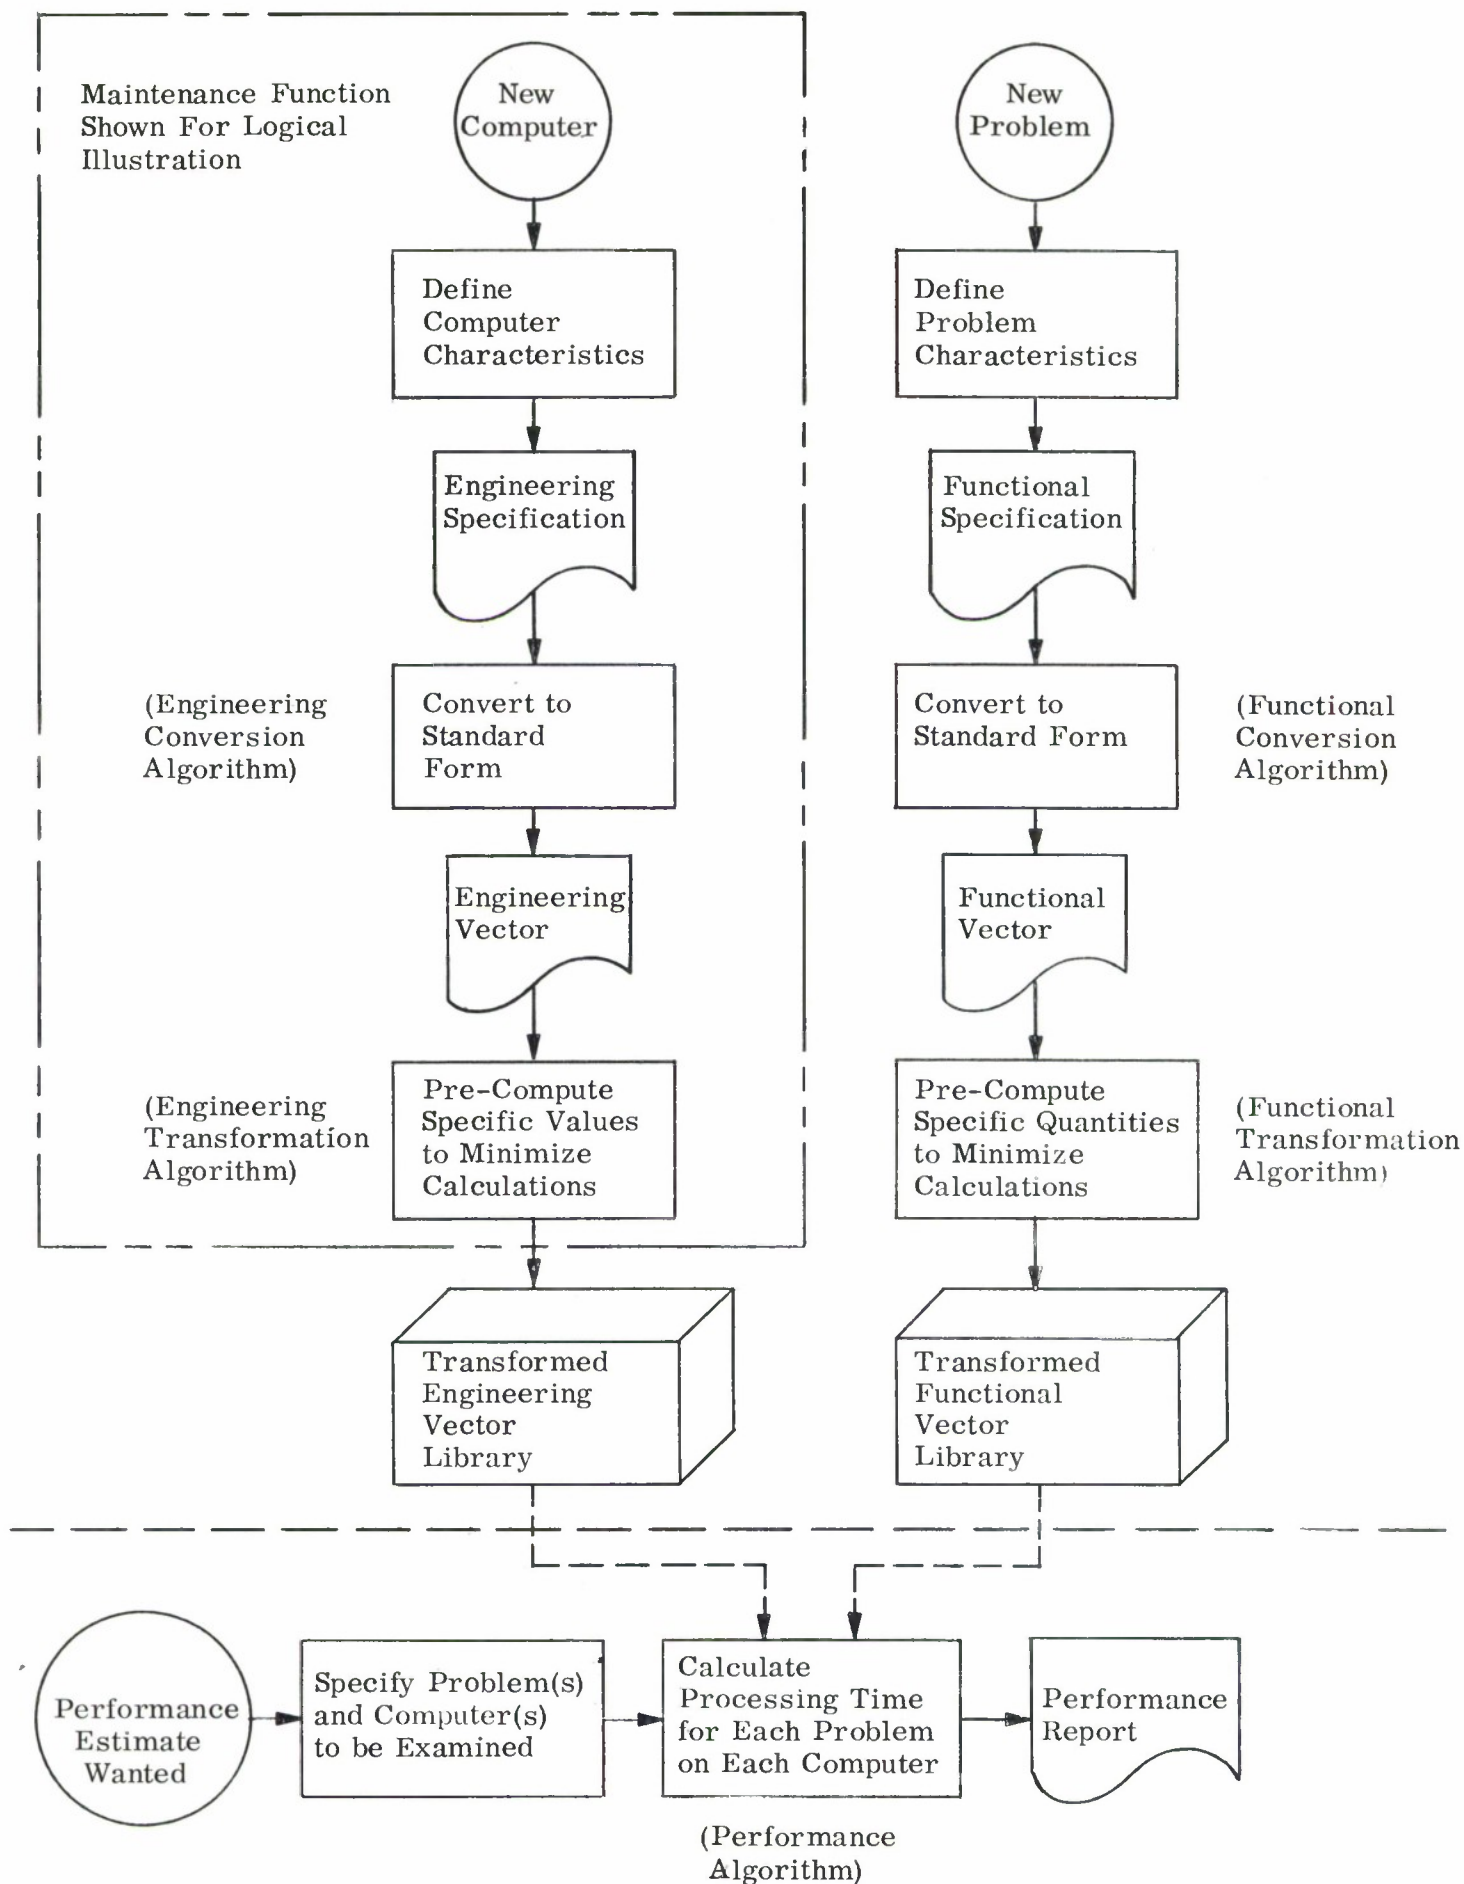 Maintenance Function
Shown For Logical
Illustration
New
Computer
New
Problem
Define
Computer
Characteristics
Define
Problem
Characteristics
Engineering
Specification
Functional
Specification
(Engineering
Conversion
Algorithm)
Convert to
Standard
Form
Convert to
Standard Form
(Functional
Conversion
Algorithm)
Engineering
Vector
Functional
Vector
(Engineering
Transformation
Algorithm)
Pre-Compute
Specific Values
to Minimize
Calculations
Pre-Compute
Specific Quantities
to Minimize
Calculations
(Functional
Transformation
Algorithm)
Transformed
Engineering
Vector
Library
Transformed
Functional
Vector
Library
Performance
Estimate
Wanted
Specify Problem(s)
and Computer(s)
to be Examined
Calculate
Processing Time
for Each Problem
on Each Computer
Performance
Report
(Performance
Algorithm)